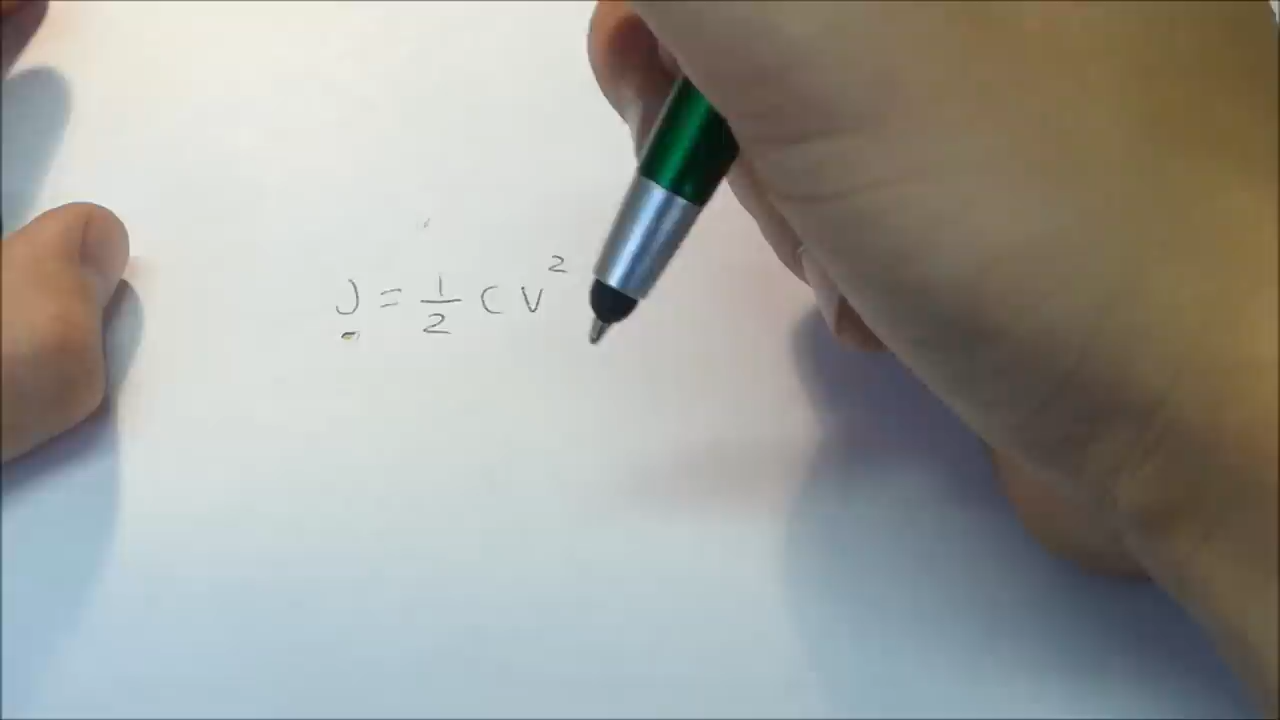 J = 1/2 C V²